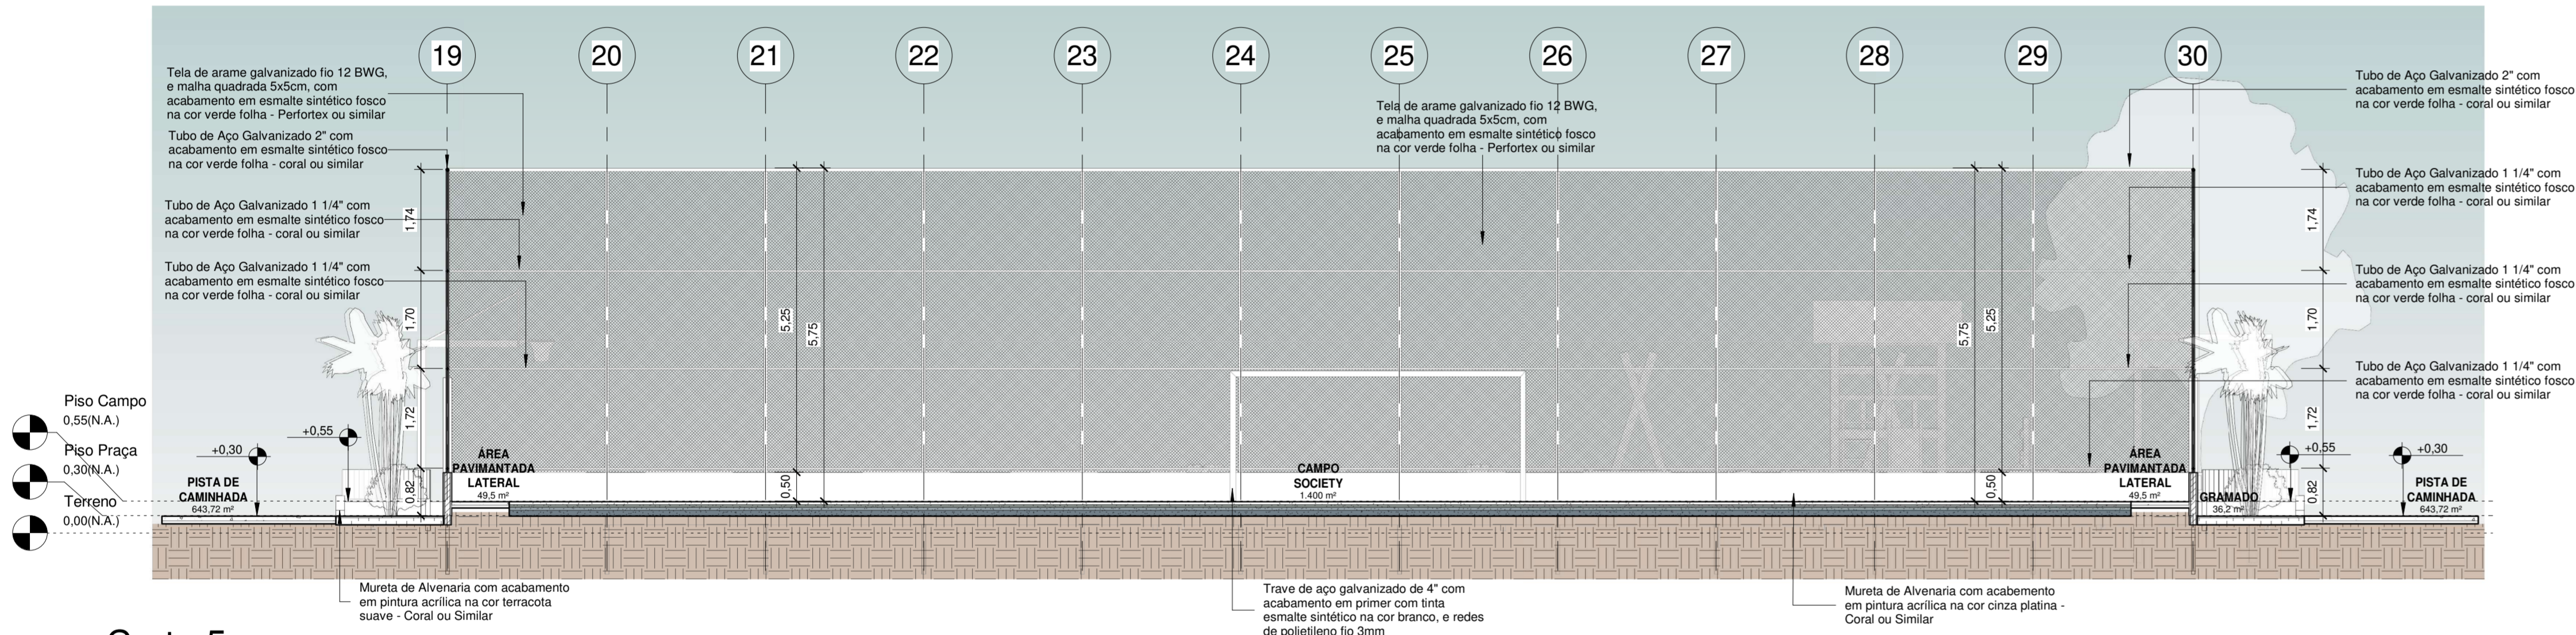 19
20
21
22
23
24
25
26
27
28
29
30
Tela de arame galvanizado fio 12 BWG,
e malha quadrada 5x5cm, com
acabamento em esmalte sintético fosco
na cor verde folha - Perfortex ou similar
Tubo de Aço Galvanizado 2" com
acabamento em esmalte sintético fosco
na cor verde folha - coral ou similar
Tubo de Aço Galvanizado 1 1/4" com
acabamento em esmalte sintético fosco
na cor verde folha - coral ou similar
Tubo de Aço Galvanizado 1 1/4" com
acabamento em esmalte sintético fosco
na cor verde folha - coral ou similar
Tela de arame galvanizado fio 12 BWG,
e malha quadrada 5x5cm, com
acabamento em esmalte sintético fosco
na cor verde folha - Perfortex ou similar
Tubo de Aço Galvanizado 2" com
acabamento em esmalte sintético fosco
na cor verde folha - coral ou similar
Tubo de Aço Galvanizado 1 1/4" com
acabamento em esmalte sintético fosco
na cor verde folha - coral ou similar
Tubo de Aço Galvanizado 1 1/4" com
acabamento em esmalte sintético fosco
na cor verde folha - coral ou similar
Tubo de Aço Galvanizado 1 1/4" com
acabamento em esmalte sintético fosco
na cor verde folha - coral ou similar
1,74
1,70
1,72
0,82
5,25
5,75
0,50
5,75
5,25
0,50
1,74
1,70
1,72
0,82
Piso Campo
0,55(N.A.)
Piso Praça
0,30(N.A.)
Terreno
0,00(N.A.)
+0,30
+0,55
+0,55
+0,30
PISTA DE
CAMINHADA
643,72 m²
ÁREA
PAVIMANTADA
LATERAL
49,5 m²
CAMPO
SOCIETY
1.400 m²
ÁREA
PAVIMANTADA
LATERAL
49,5 m²
GRAMADO
36,2 m²
PISTA DE
CAMINHADA
643,72 m²
Mureta de Alvenaria com acabamento
em pintura acrílica na cor terracota
suave - Coral ou Similar
Trave de aço galvanizado de 4" com
acabamento em primer com tinta
esmalte sintético na cor branco, e redes
de polietileno fio 3mm
Mureta de Alvenaria com acabemento
em pintura acrílica na cor cinza platina -
Coral ou Similar
Corte 5